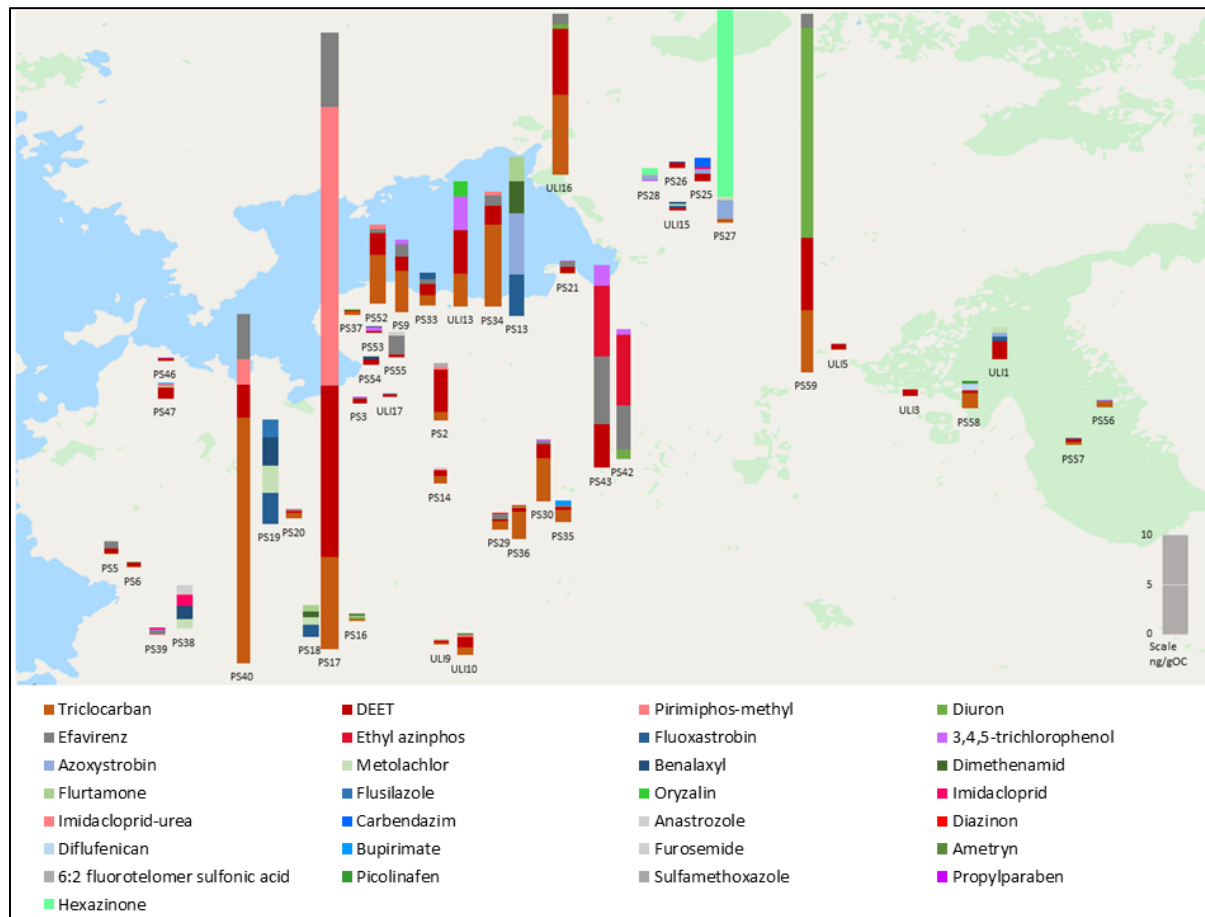 ULI16
PS28
PS26
PS25
ULI15
PS27
PS21
PS37
PS52
PS9
PS33
ULI13
PS34
PS13
PS53
PS54
PS55
PS46
PS47
PS3
ULI17
PS2
PS59
ULI5
ULI1
ULI3
PS58
PS56
PS57
PS43
PS42
PS14
PS30
PS35
PS29
PS36
PS19
PS20
PS5
PS6
PS39
PS38
PS40
PS18
PS17
PS16
ULI9
ULI10
10
5
0
Scale
ng/gOC
Triclocarban DEET Pirimiphos-methyl Diuron
Efavirenz Ethyl azinphos Fluoxastrobin 3,4,5-trichlorophenol
Azoxystrobin Metolachlor Benalaxyl Dimethenamid
Flurtamone Flusilazole Oryzalin Imidacloprid
Imidacloprid-urea Carbendazim Anastrozole Diazinon
Diflufenican Bupirimate Furosemide Ametryn
6:2 fluorotelomer sulfonic acid Picolinafen Sulfamethoxazole Propylparaben
Hexazinone